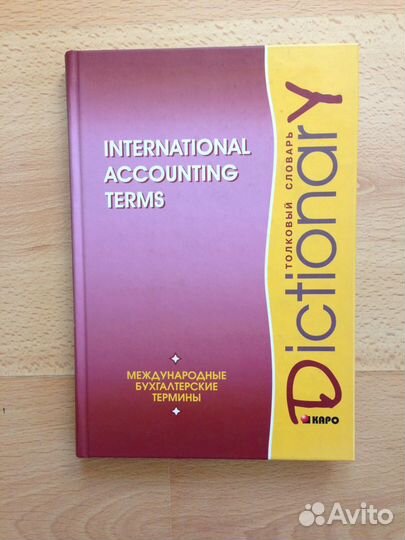 INTERNATIONAL
ACCOUNTING
TERMS
МЕЖДУНАРОДНЫЕ
БУХГАЛТЕРСКИЕ
ТЕРМИНЫ
ТОЛКОВЫЙ СЛОВАРЬ
DictionarY
КАРО
Avito